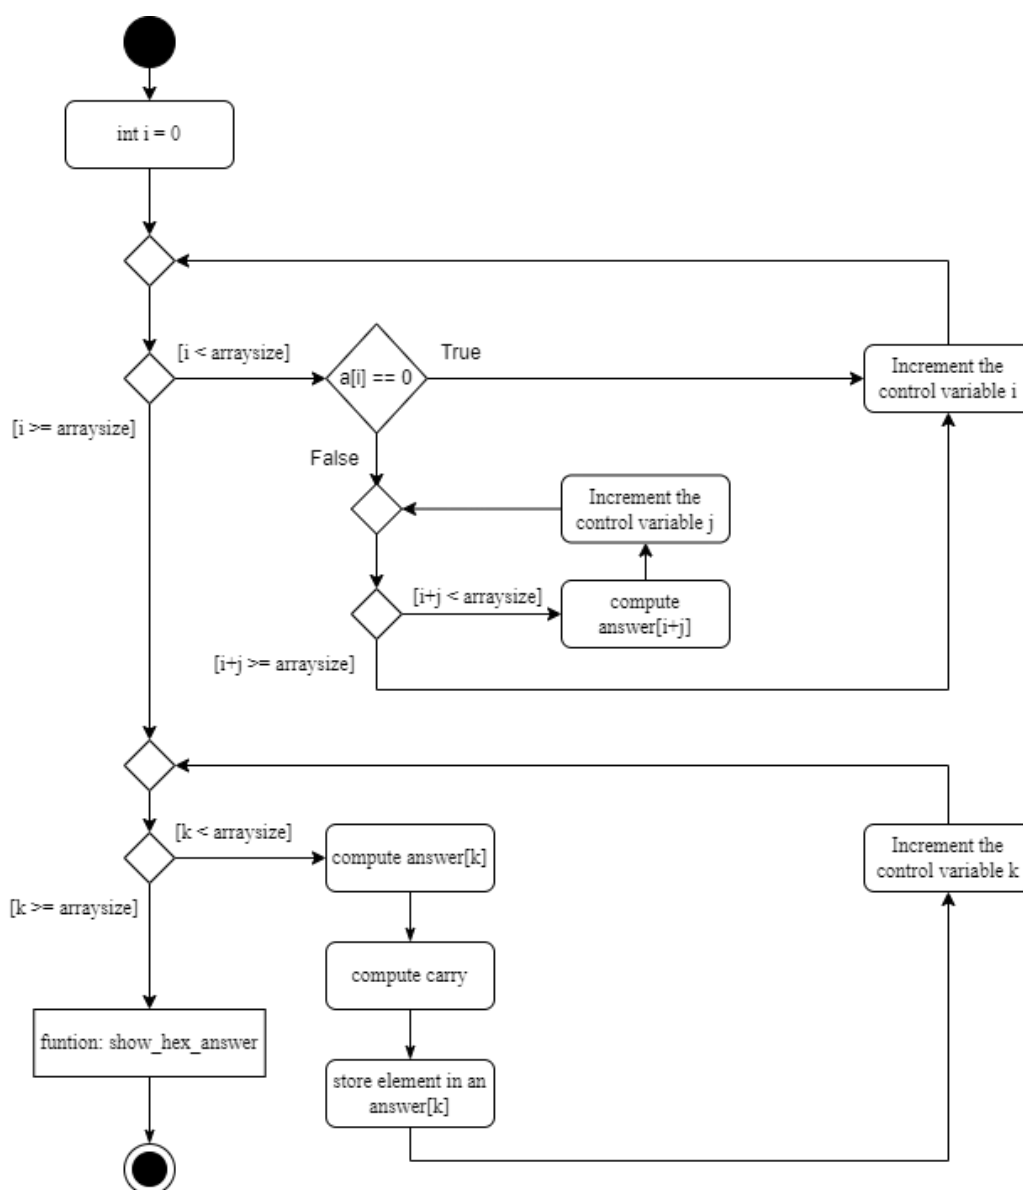 int i = 0
[i < arraysize]
True
a[i] == 0
Increment the
control variable i
[i >= arraysize]
False
Increment the
control variable j
[i+j < arraysize]
compute
answer[i+j]
[i+j >= arraysize]
[k < arraysize]
compute answer[k]
Increment the
control variable k
[k >= arraysize]
compute carry
funtion: show_hex_answer
store element in an
answer[k]